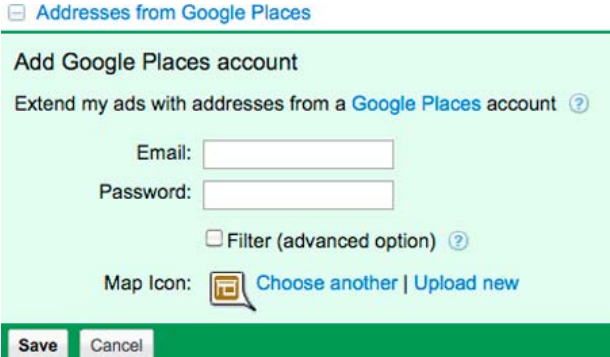 Addresses from Google Places
Add Google Places account
Extend my ads with addresses from a Google Places account ?
Email:
Password:
Filter (advanced option) ?
Map Icon: Choose another | Upload new
Save Cancel